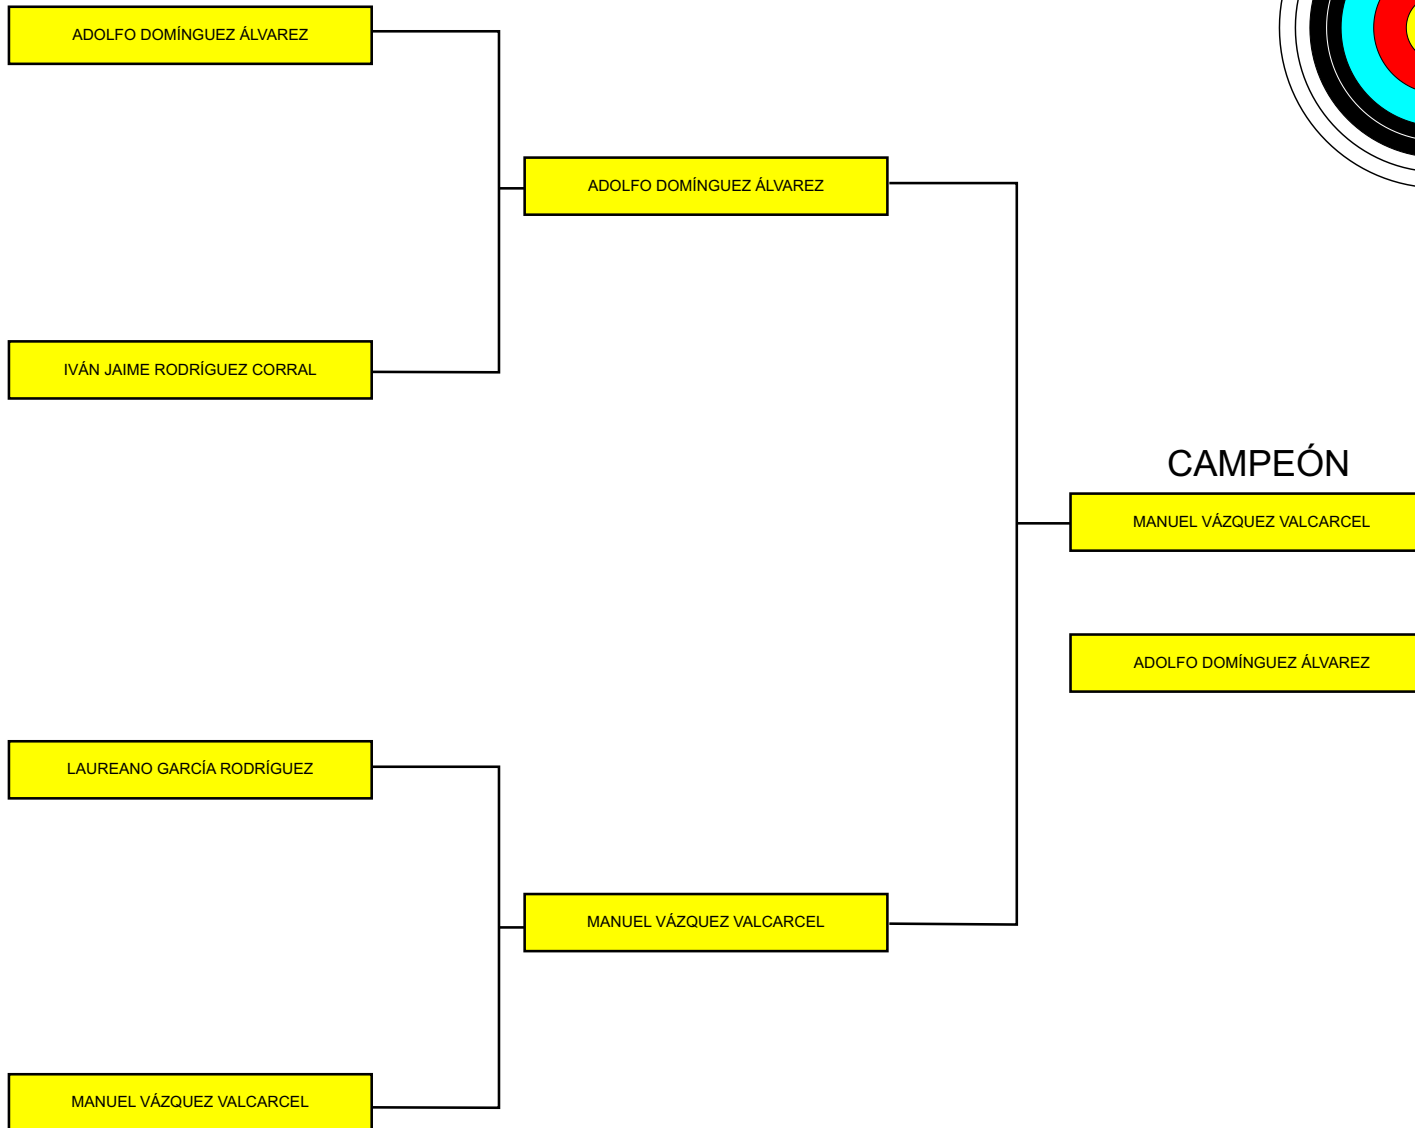 ADOLFO DOMÍNGUEZ ÁLVAREZ
ADOLFO DOMÍNGUEZ ÁLVAREZ
IVÁN JAIME RODRÍGUEZ CORRAL
CAMPEÓN
MANUEL VÁZQUEZ VALCARCEL
ADOLFO DOMÍNGUEZ ÁLVAREZ
LAUREANO GARCÍA RODRÍGUEZ
MANUEL VÁZQUEZ VALCARCEL
MANUEL VÁZQUEZ VALCARCEL